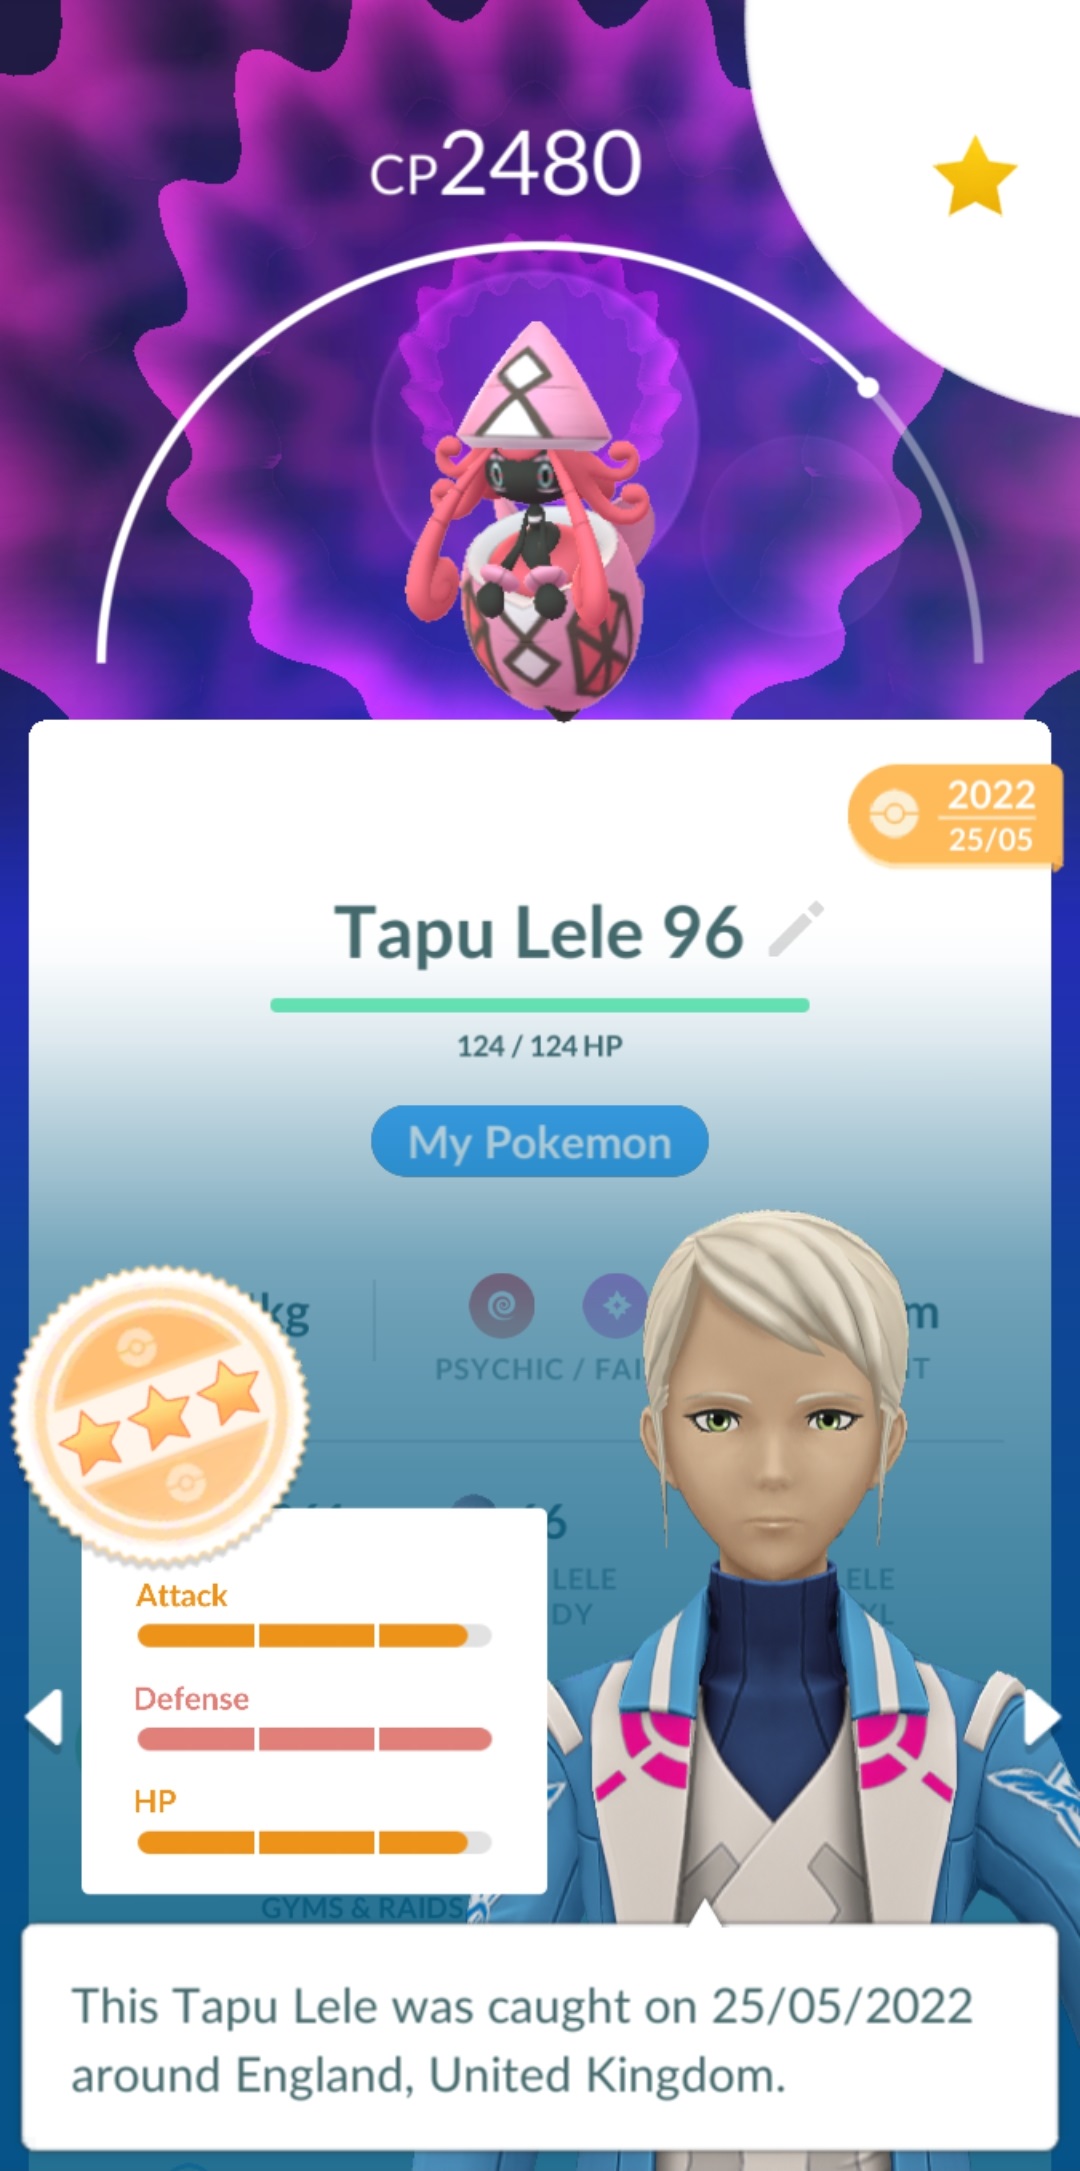 CP2480
2022
25/05
Tapu Lele 96
124 / 124 HP
My Pokemon
kg
m
PSYCHIC / FAI
6
LELE
ELE
DY
XL
Attack
Defense
HP
GYMS & RAIDS
This Tapu Lele was caught on 25/05/2022
around England, United Kingdom.